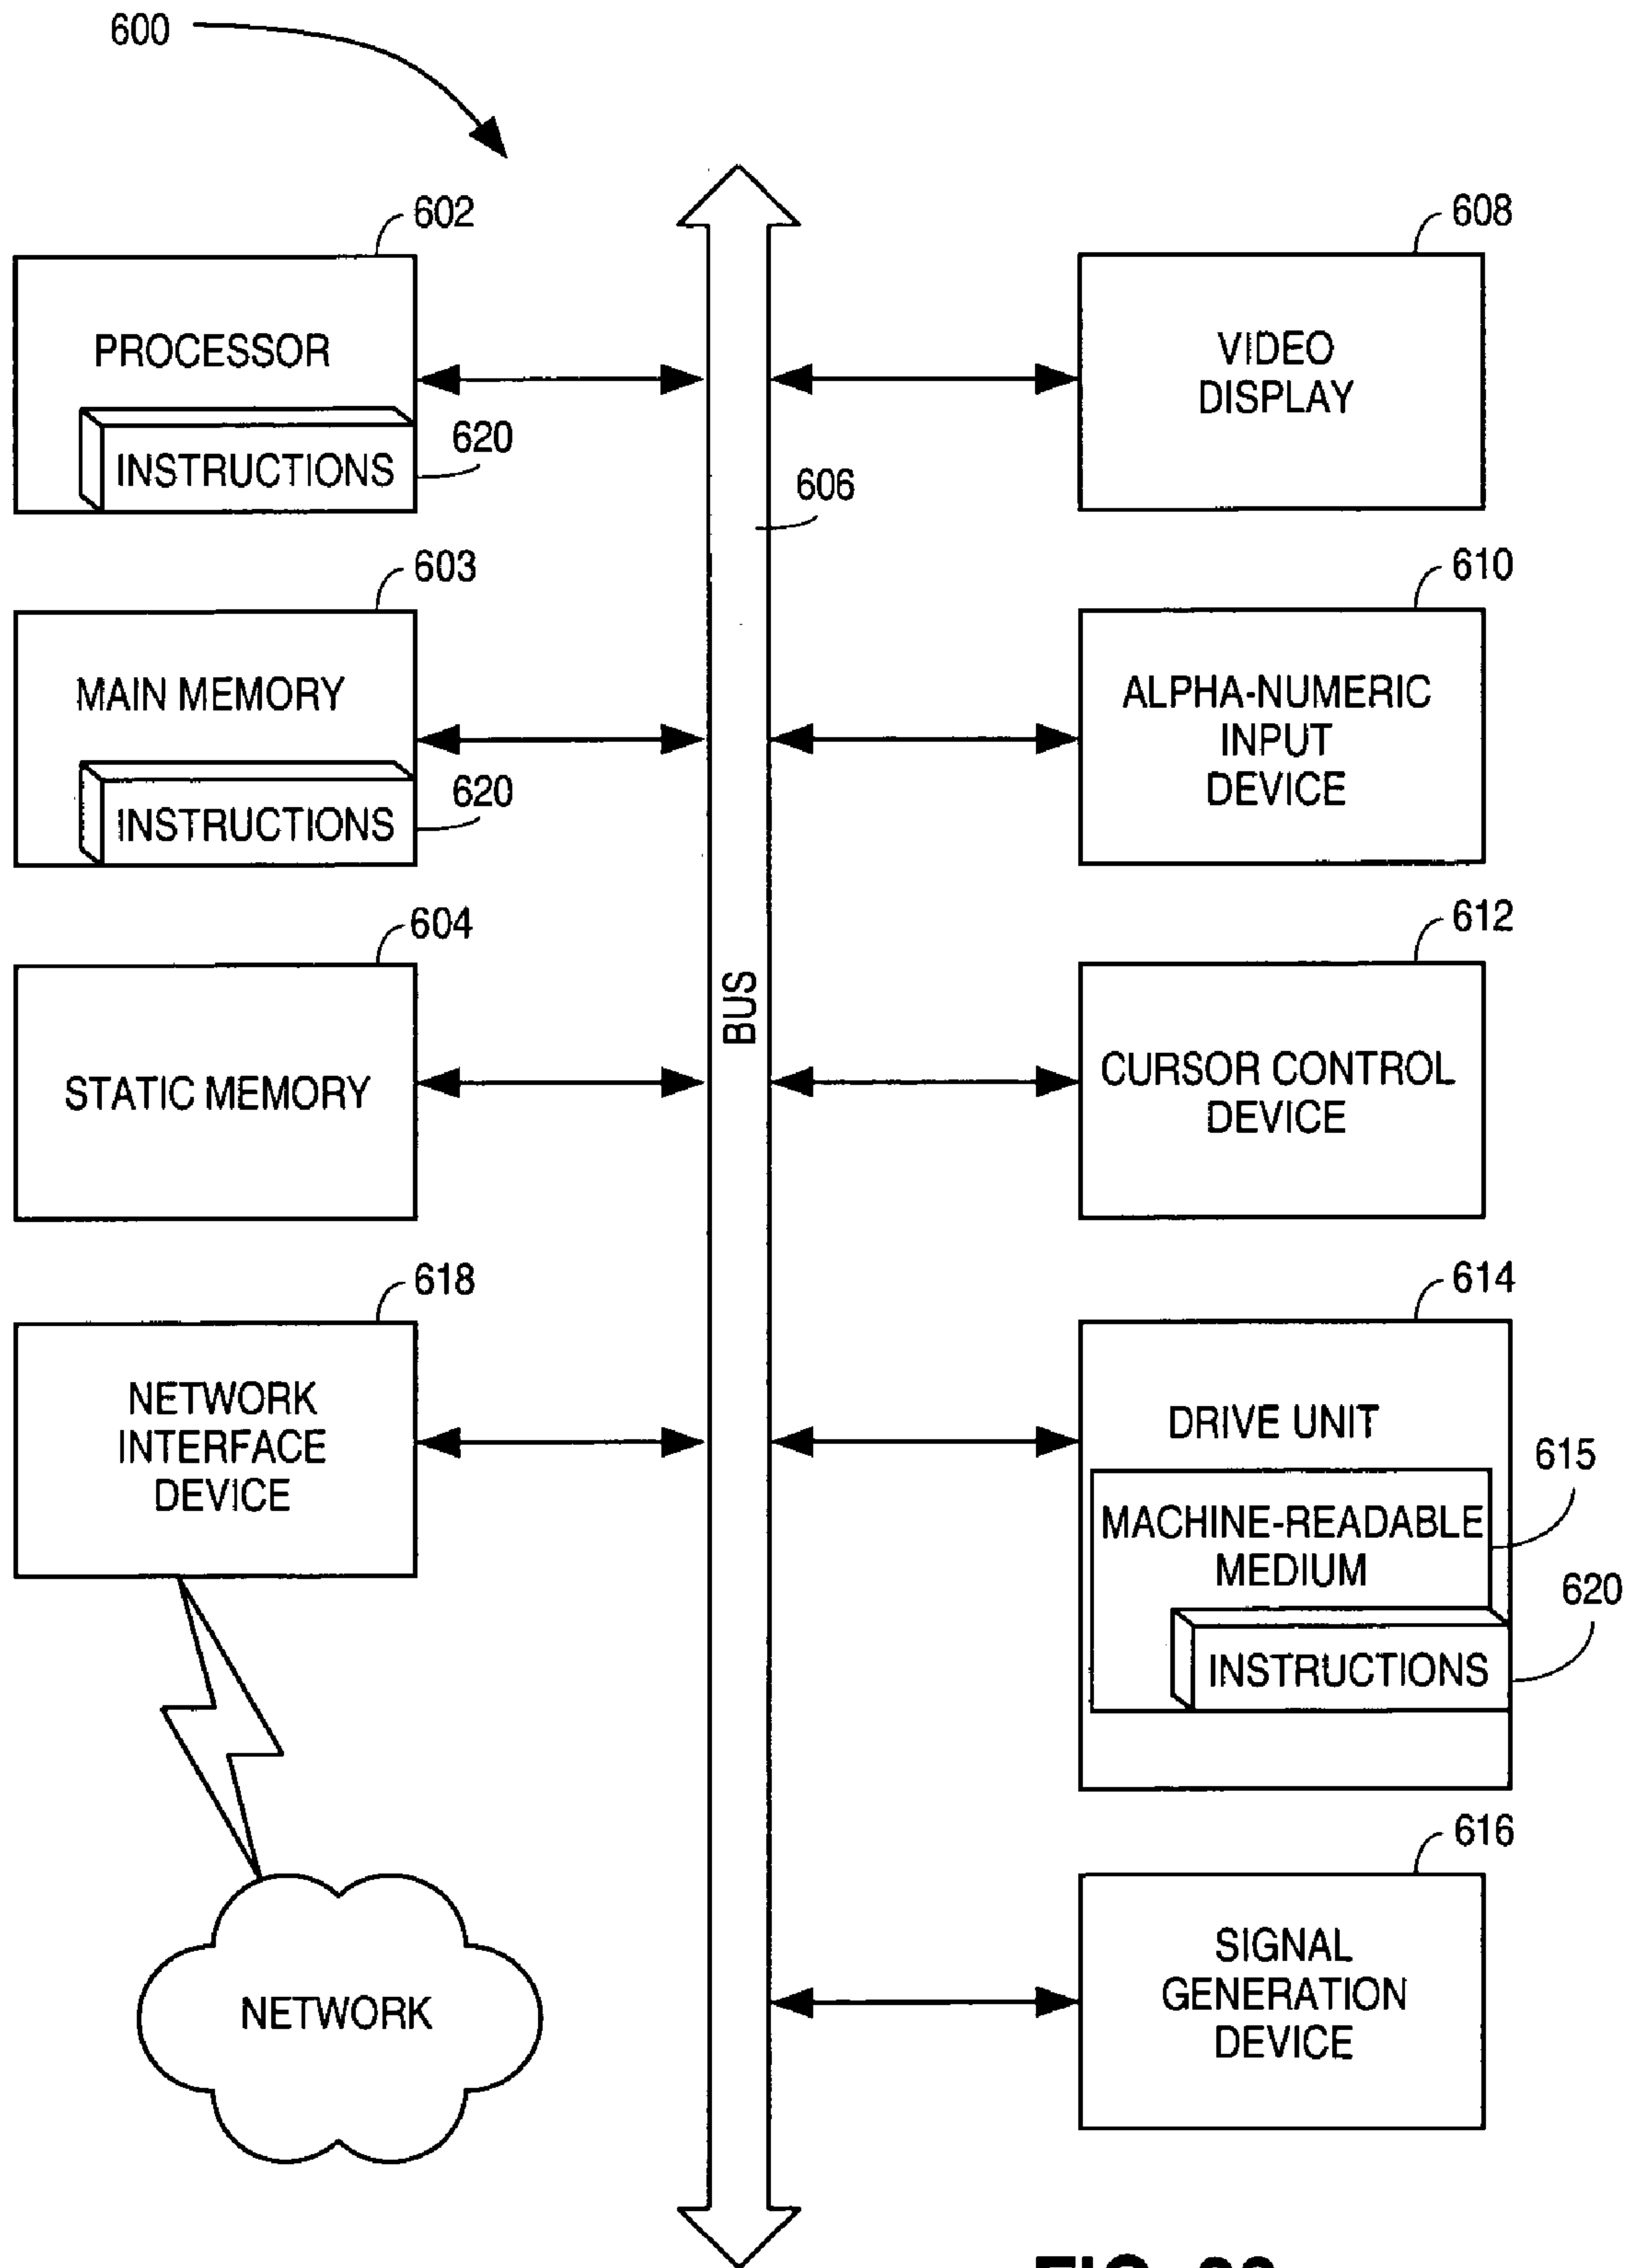 600
602
PROCESSOR
620
INSTRUCTIONS
603
MAIN MEMORY
620
INSTRUCTIONS
604
STATIC MEMORY
618
NETWORK
INTERFACE
DEVICE
NETWORK
606
BUS
608
VIDEO
DISPLAY
610
ALPHA-NUMERIC
INPUT
DEVICE
612
CURSOR CONTROL
DEVICE
614
DRIVE UNIT
615
MACHINE-READABLE
MEDIUM
620
INSTRUCTIONS
616
SIGNAL
GENERATION
DEVICE